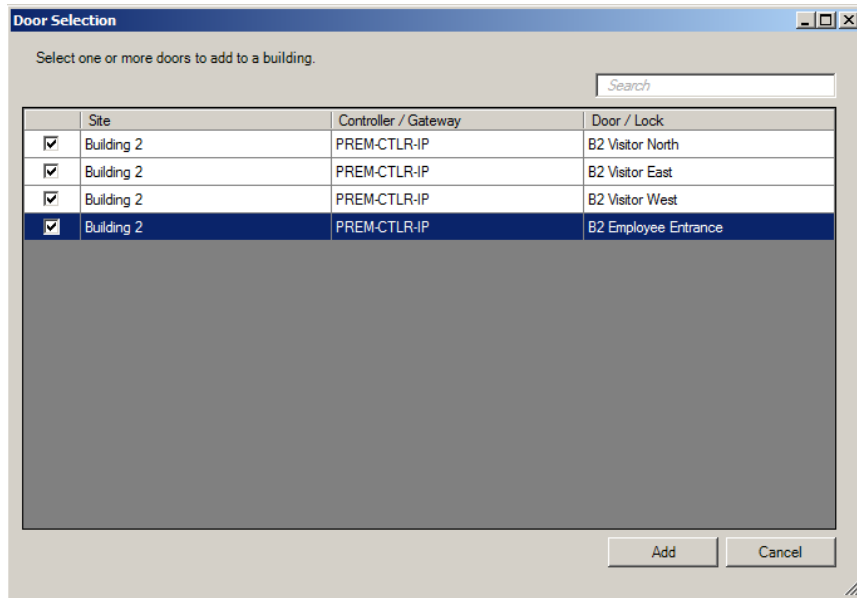 Door Selection
Select one or more doors to add to a building.
Search
Site Controller / Gateway Door / Lock
Building 2 PREM-CTLR-IP B2 Visitor North
Building 2 PREM-CTLR-IP B2 Visitor East
Building 2 PREM-CTLR-IP B2 Visitor West
Building 2 PREM-CTLR-IP B2 Employee Entrance
Add Cancel